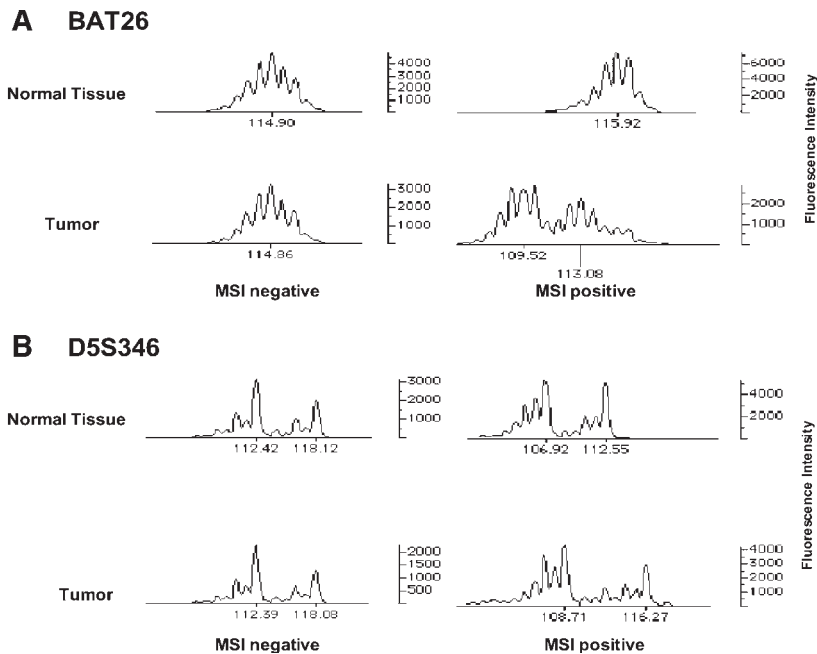 A BAT26
Normal Tissue
4000
3000
2000
1000
114.90
6000
4000
2000
115.92
Fluorescence Intensity
Tumor
3000
2000
1000
114.86
2000
1000
109.52
113.08
MSI negative
MSI positive
B D5S346
Normal Tissue
3000
2000
1000
112.42 118.12
4000
2000
106.92 112.55
Fluorescence Intensity
Tumor
2000
1500
1000
500
112.39 118.08
4000
3000
2000
1000
108.71 116.27
MSI negative
MSI positive